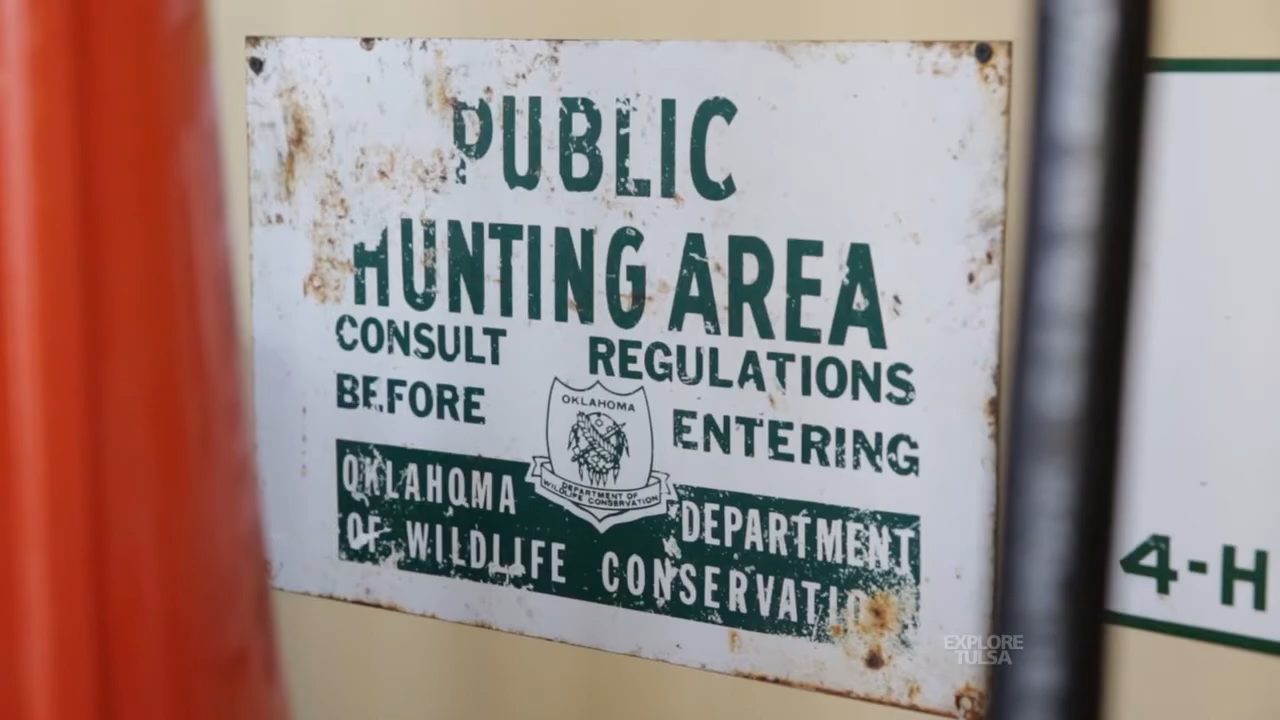 PUBLIC
HUNTING AREA
CONSULT REGULATIONS
BEFORE ENTERING
OKLAHOMA
DEPARTMENT OF
WILDLIFE CONSERVATION
OKLAHOMA DEPARTMENT
OF WILDLIFE CONSERVATIO
4-H
EXPLORE
TULSA